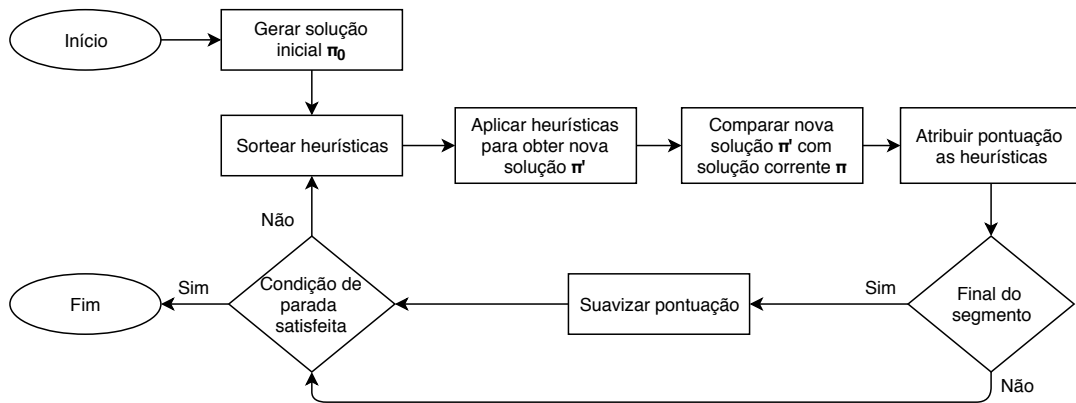 Início
Gerar solução
inicial π0
Sortear heurísticas
Aplicar heurísticas
para obter nova
solução π'
Comparar nova
solução π' com
solução corrente π
Atribuir pontuação
as heurísticas
Não
Fim
Sim
Condição de
parada
satisfeita
Suavizar pontuação
Sim
Final do
segmento
Não